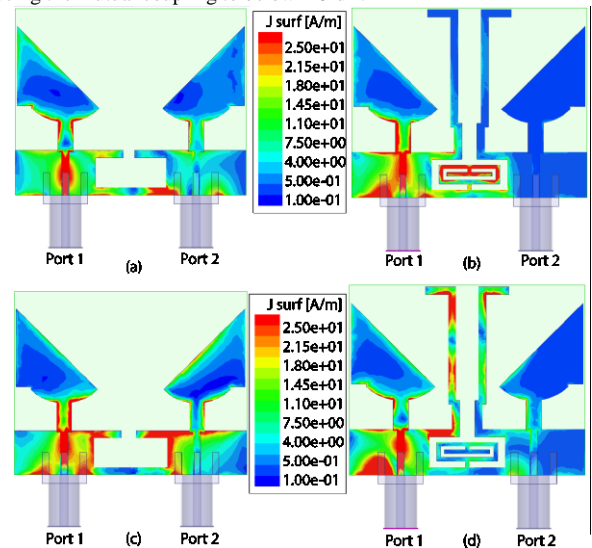 J surf [A/m]
2.50e+01
2.15e+01
1.80e+01
1.45e+01
1.10e+01
7.50e+00
4.00e+00
5.00e-01
1.00e-01
Port 1 (a) Port 2
Port 1 (b) Port 2
J surf [A/m]
2.50e+01
2.15e+01
1.80e+01
1.45e+01
1.10e+01
7.50e+00
4.00e+00
5.00e-01
1.00e-01
Port 1 (c) Port 2
Port 1 (d) Port 2